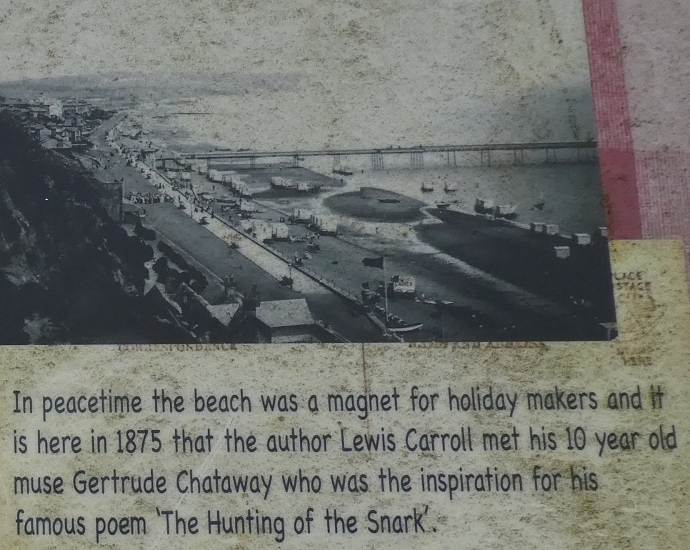 PLACE
STAGE
In peacetime the beach was a magnet for holiday makers and it
is here in 1875 that the author Lewis Carroll met his 10 year old
muse Gertrude Chataway who was the inspiration for his
famous poem 'The Hunting of the Snark'.